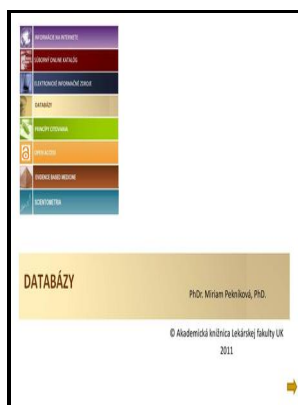 INFORMÁCIE NA INTERNETE
SÚBORNÝ ONLINE KATALÓG
ELEKTRONICKÉ INFORMAČNÉ ZDROJE
DATABÁZY
PRINCÍPY CITOVANIA
OPEN ACCESS
EVIDENCE BASED MEDICINE
SCIENTOMETRIA
DATABÁZY
PhDr. Miriam Pekníková, PhD.
© Akademická knižnica Lekárskej fakulty UK
2011